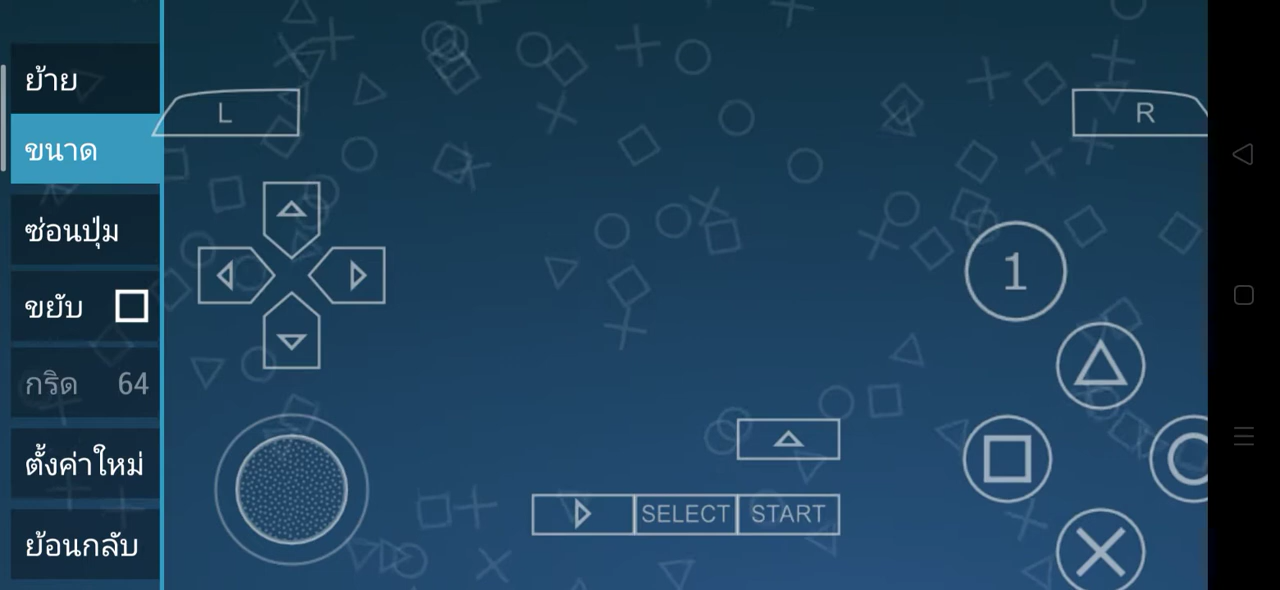 ย้าย
ขนาด
ซ่อนปุ่ม
ขยับ
กริด 64
ตั้งค่าใหม่
ย้อนกลับ
L
R
1
SELECT START